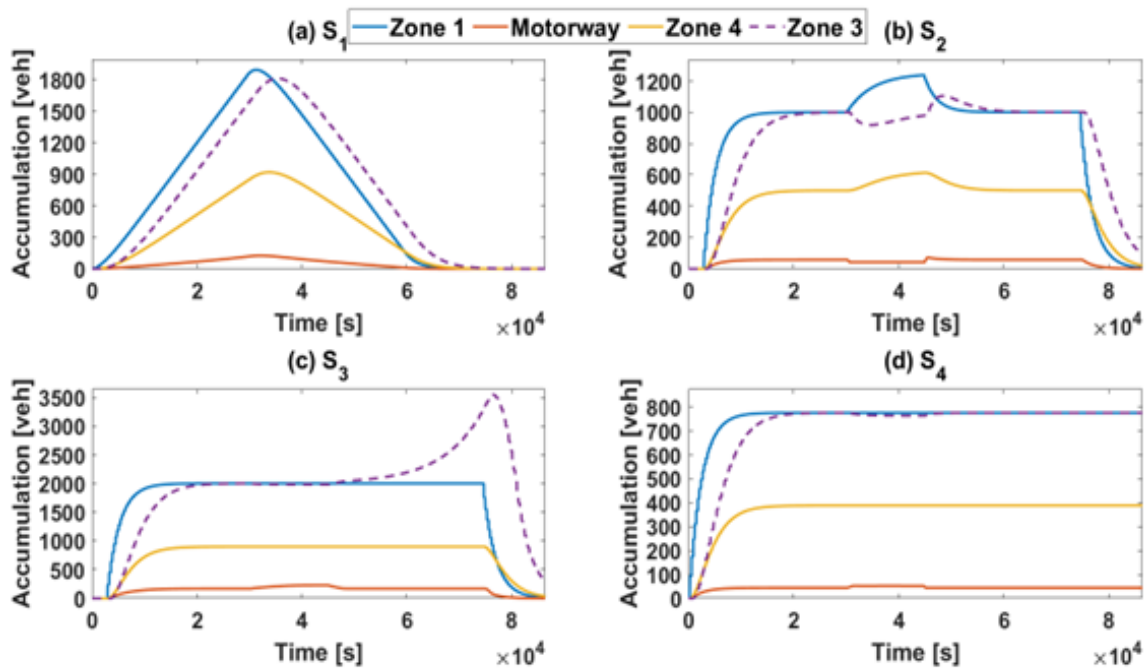 Zone 1 Motorway Zone 4 Zone 3
(a) S1
(b) S2
Accumulation [veh]
1800
1500
1200
900
600
300
0
0 2 4 6 8
×10^4
Time [s]
Accumulation [veh]
1200
1000
800
600
400
200
0
0 2 4 6 8
×10^4
Time [s]
(c) S3
(d) S4
Accumulation [veh]
3500
3000
2500
2000
1500
1000
500
0
0 2 4 6 8
×10^4
Time [s]
Accumulation [veh]
800
700
600
500
400
300
200
100
0
0 2 4 6 8
×10^4
Time [s]